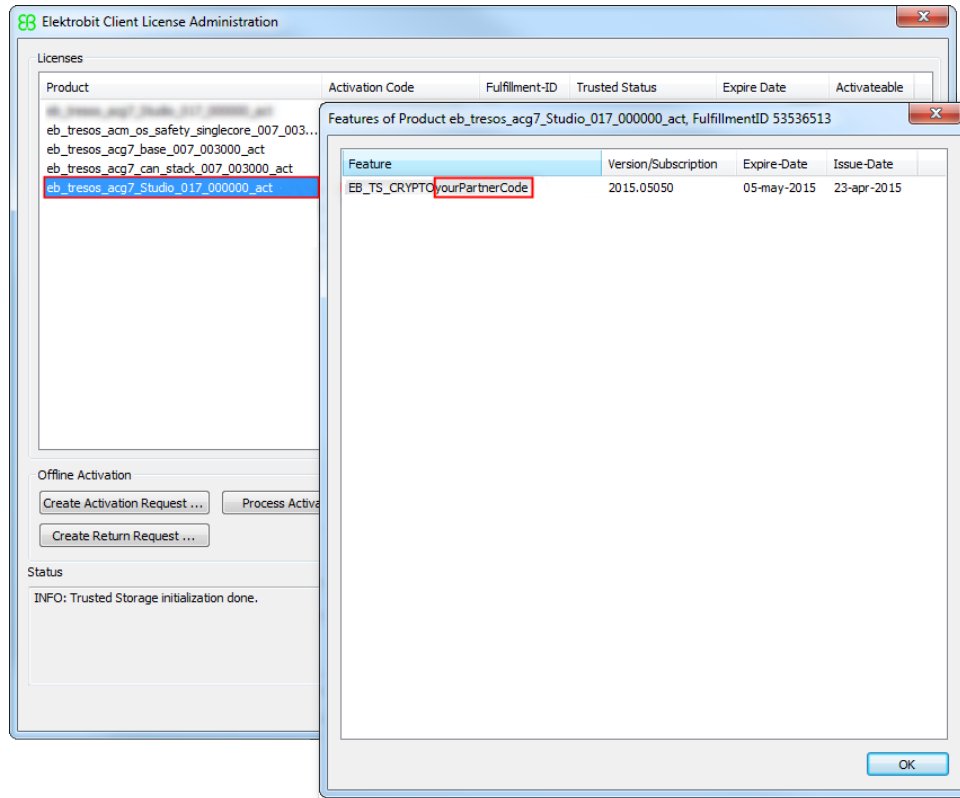 Elektrobit Client License Administration
Licenses
Product Activation Code Fulfillment-ID Trusted Status Expire Date Activateable
eb_tresos_acm_os_safety_singlecore_007_003...
eb_tresos_acg7_base_007_003000_act
eb_tresos_acg7_can_stack_007_003000_act
eb_tresos_acg7_Studio_017_000000_act
Offline Activation
Create Activation Request ... Process Activa
Create Return Request ...
Status
INFO: Trusted Storage initialization done.
Features of Product eb_tresos_acg7_Studio_017_000000_act, FulfillmentID 53536513
Feature Version/Subscription Expire-Date Issue-Date
EB_TS_CRYPTOyourPartnerCode 2015.05050 05-may-2015 23-apr-2015
OK